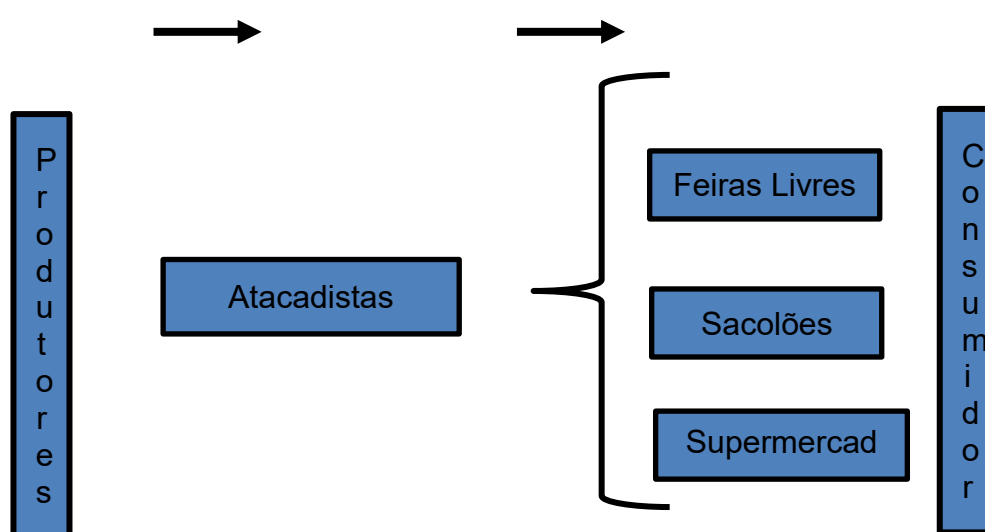 Produtores
Atacadistas
Feiras Livres
Sacolões
Supermercad
Consumidor